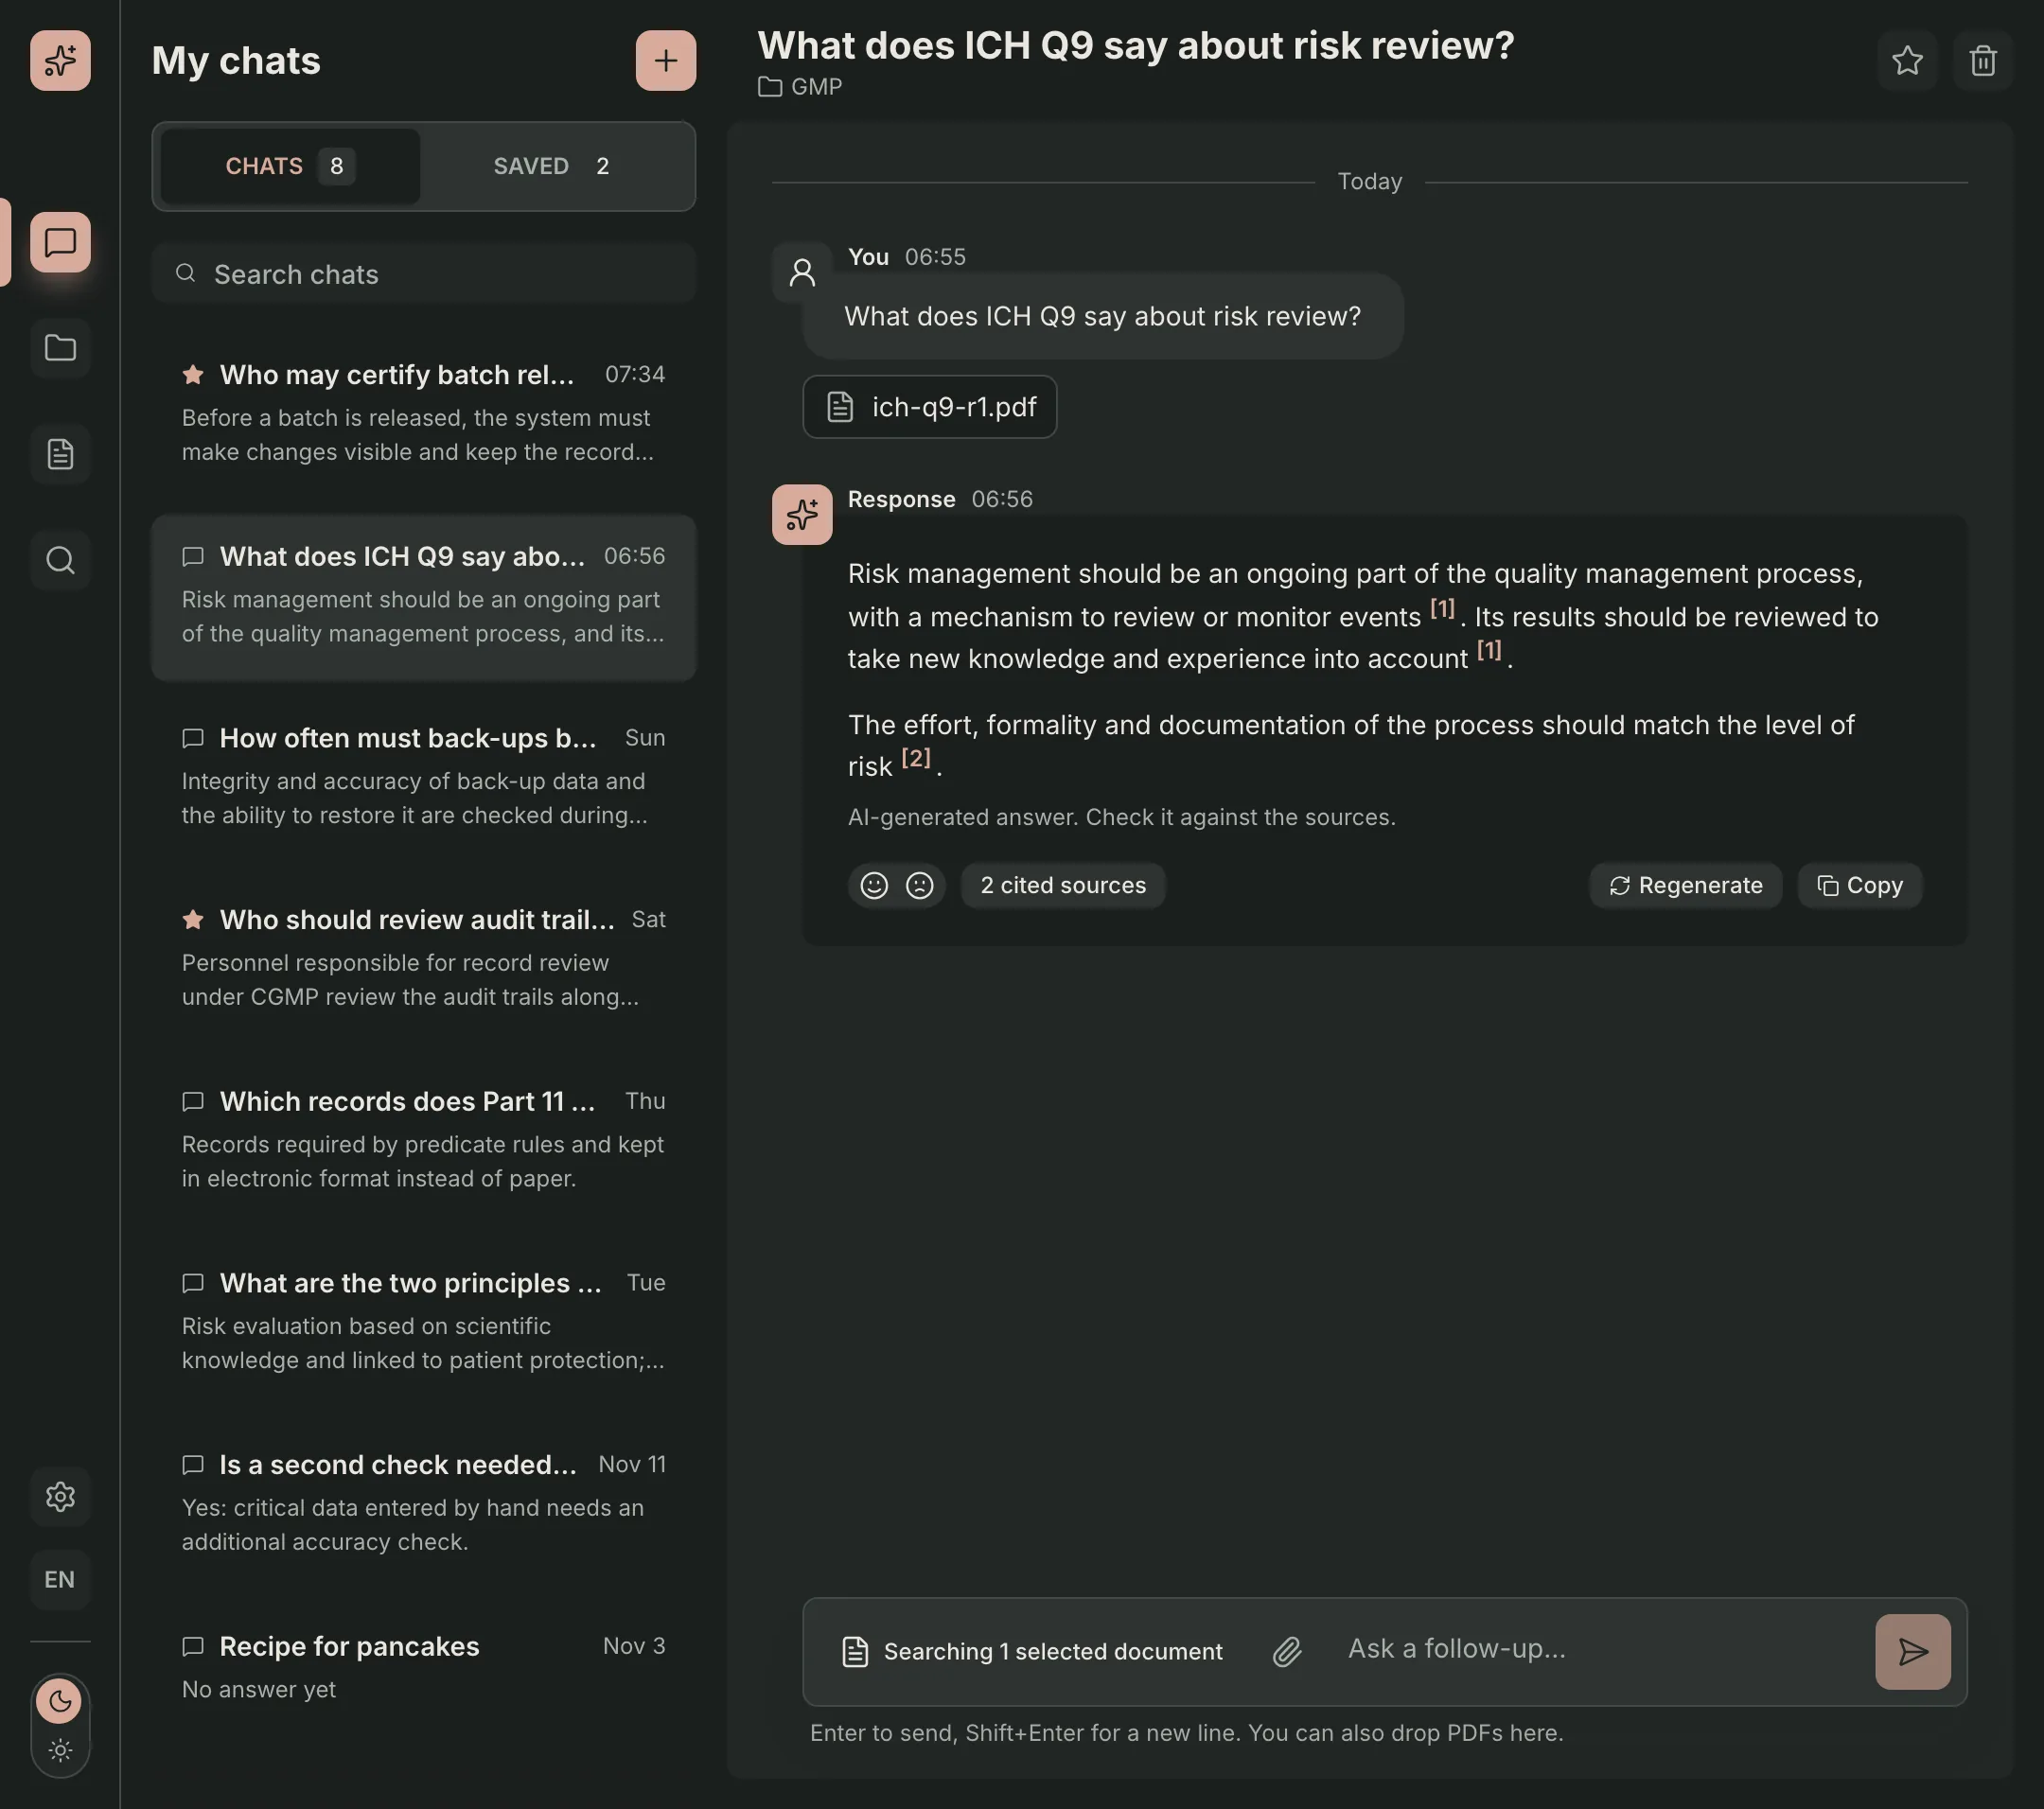 My chats
CHATS 8
SAVED 2
Search chats
Who may certify batch rel... 07:34
Before a batch is released, the system must
make changes visible and keep the record...
What does ICH Q9 say abo... 06:56
Risk management should be an ongoing part
of the quality management process, and its...
How often must back-ups b... Sun
Integrity and accuracy of back-up data and
the ability to restore it are checked during...
Who should review audit trail... Sat
Personnel responsible for record review
under CGMP review the audit trails along...
Which records does Part 11 ... Thu
Records required by predicate rules and kept
in electronic format instead of paper.
What are the two principles ... Tue
Risk evaluation based on scientific
knowledge and linked to patient protection;...
Is a second check needed... Nov 11
Yes: critical data entered by hand needs an
additional accuracy check.
Recipe for pancakes Nov 3
No answer yet
EN
What does ICH Q9 say about risk review?
GMP
Today
You 06:55
What does ICH Q9 say about risk review?
ich-q9-r1.pdf
Response 06:56
Risk management should be an ongoing part of the quality management process,
with a mechanism to review or monitor events [1]. Its results should be reviewed to
take new knowledge and experience into account [1].
The effort, formality and documentation of the process should match the level of
risk [2].
AI-generated answer. Check it against the sources.
2 cited sources
Regenerate
Copy
Searching 1 selected document
Ask a follow-up...
Enter to send, Shift+Enter for a new line. You can also drop PDFs here.